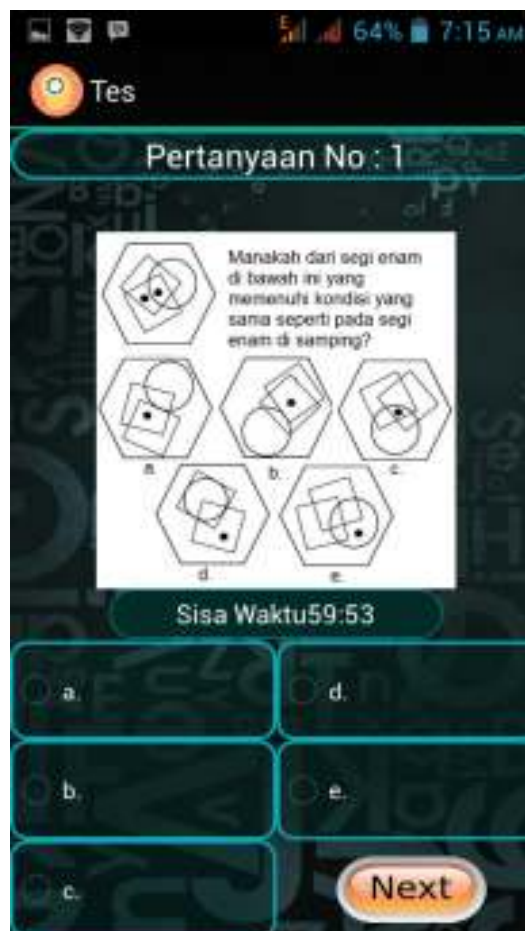 E
64%
7:15 AM
Tes
Pertanyaan No : 1
Manakah dari segi enam
di bawah ini yang
memenuhi kondisi yang
sama seperti pada segi
enam di samping?
a.
b.
c.
d.
e.
Sisa Waktu59:53
a.
d.
b.
e.
c.
Next